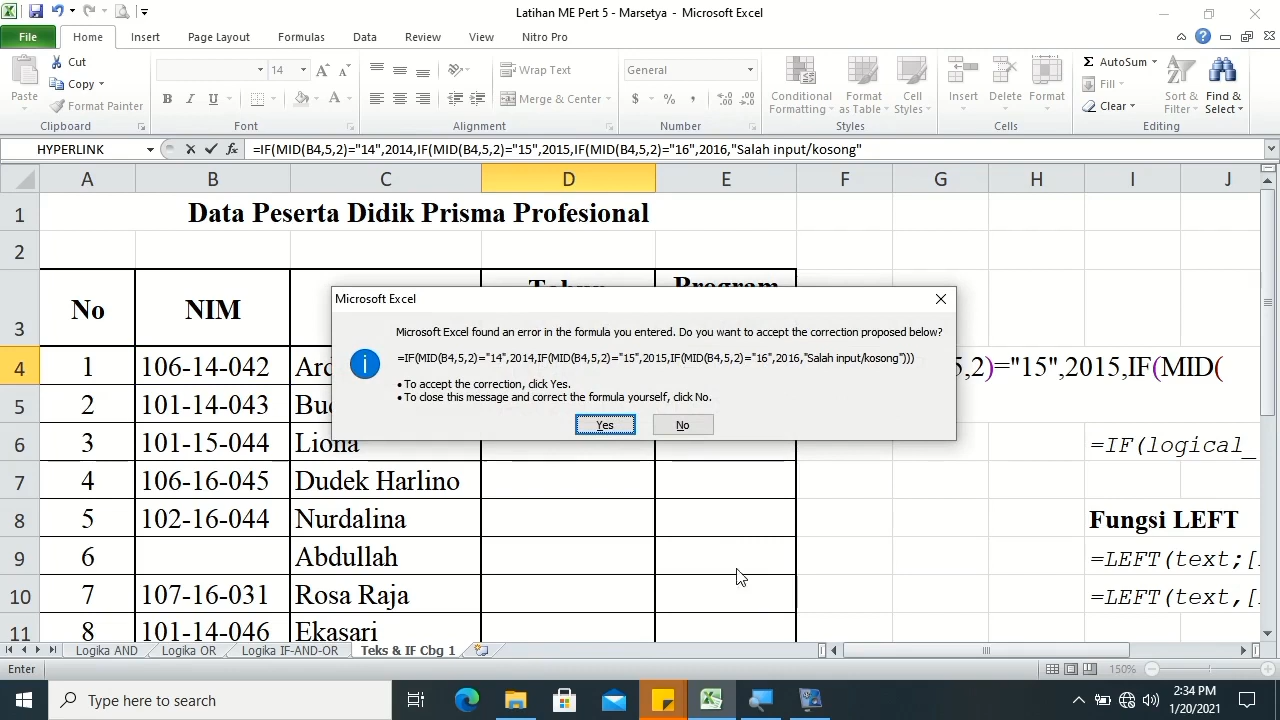 Latihan ME Pert 5 - Marsetya - Microsoft Excel
File Home Insert Page Layout Formulas Data Review View Nitro Pro
Paste
Cut
Copy
Format Painter
Clipboard
14
B I U
Font
Wrap Text
Merge & Center
Alignment
General
$ % ,
Number
Conditional Formatting
Format as Table
Cell Styles
Styles
Insert Delete Format
Cells
Σ AutoSum
Fill
Clear
Sort & Filter
Find & Select
Editing
HYPERLINK fx =IF(MID(B4,5,2)="14",2014,IF(MID(B4,5,2)="15",2015,IF(MID(B4,5,2)="16",2016,"Salah input/kosong"
A B C D E F G H I J
1 Data Peserta Didik Prisma Profesional
2
3 No NIM
Program
4 1 106-14-042 5,2)="15",2015,IF(MID(
5 2 101-14-043
6 3 101-15-044 Liona =IF(logical_
7 4 106-16-045 Dudek Harlino
8 5 102-16-044 Nurdalina Fungsi LEFT
9 6 Abdullah =LEFT(text;[
10 7 107-16-031 Rosa Raja =LEFT(text,[
11 8 101-14-046 Ekasari
Microsoft Excel
Microsoft Excel found an error in the formula you entered. Do you want to accept the correction proposed below?
=IF(MID(B4,5,2)="14",2014,IF(MID(B4,5,2)="15",2015,IF(MID(B4,5,2)="16",2016,"Salah input/kosong")))
• To accept the correction, click Yes.
• To close this message and correct the formula yourself, click No.
Yes No
Logika AND Logika OR Logika IF-AND-OR Teks & IF Cbg 1
Enter 150%
Type here to search 2:34 PM
1/20/2021